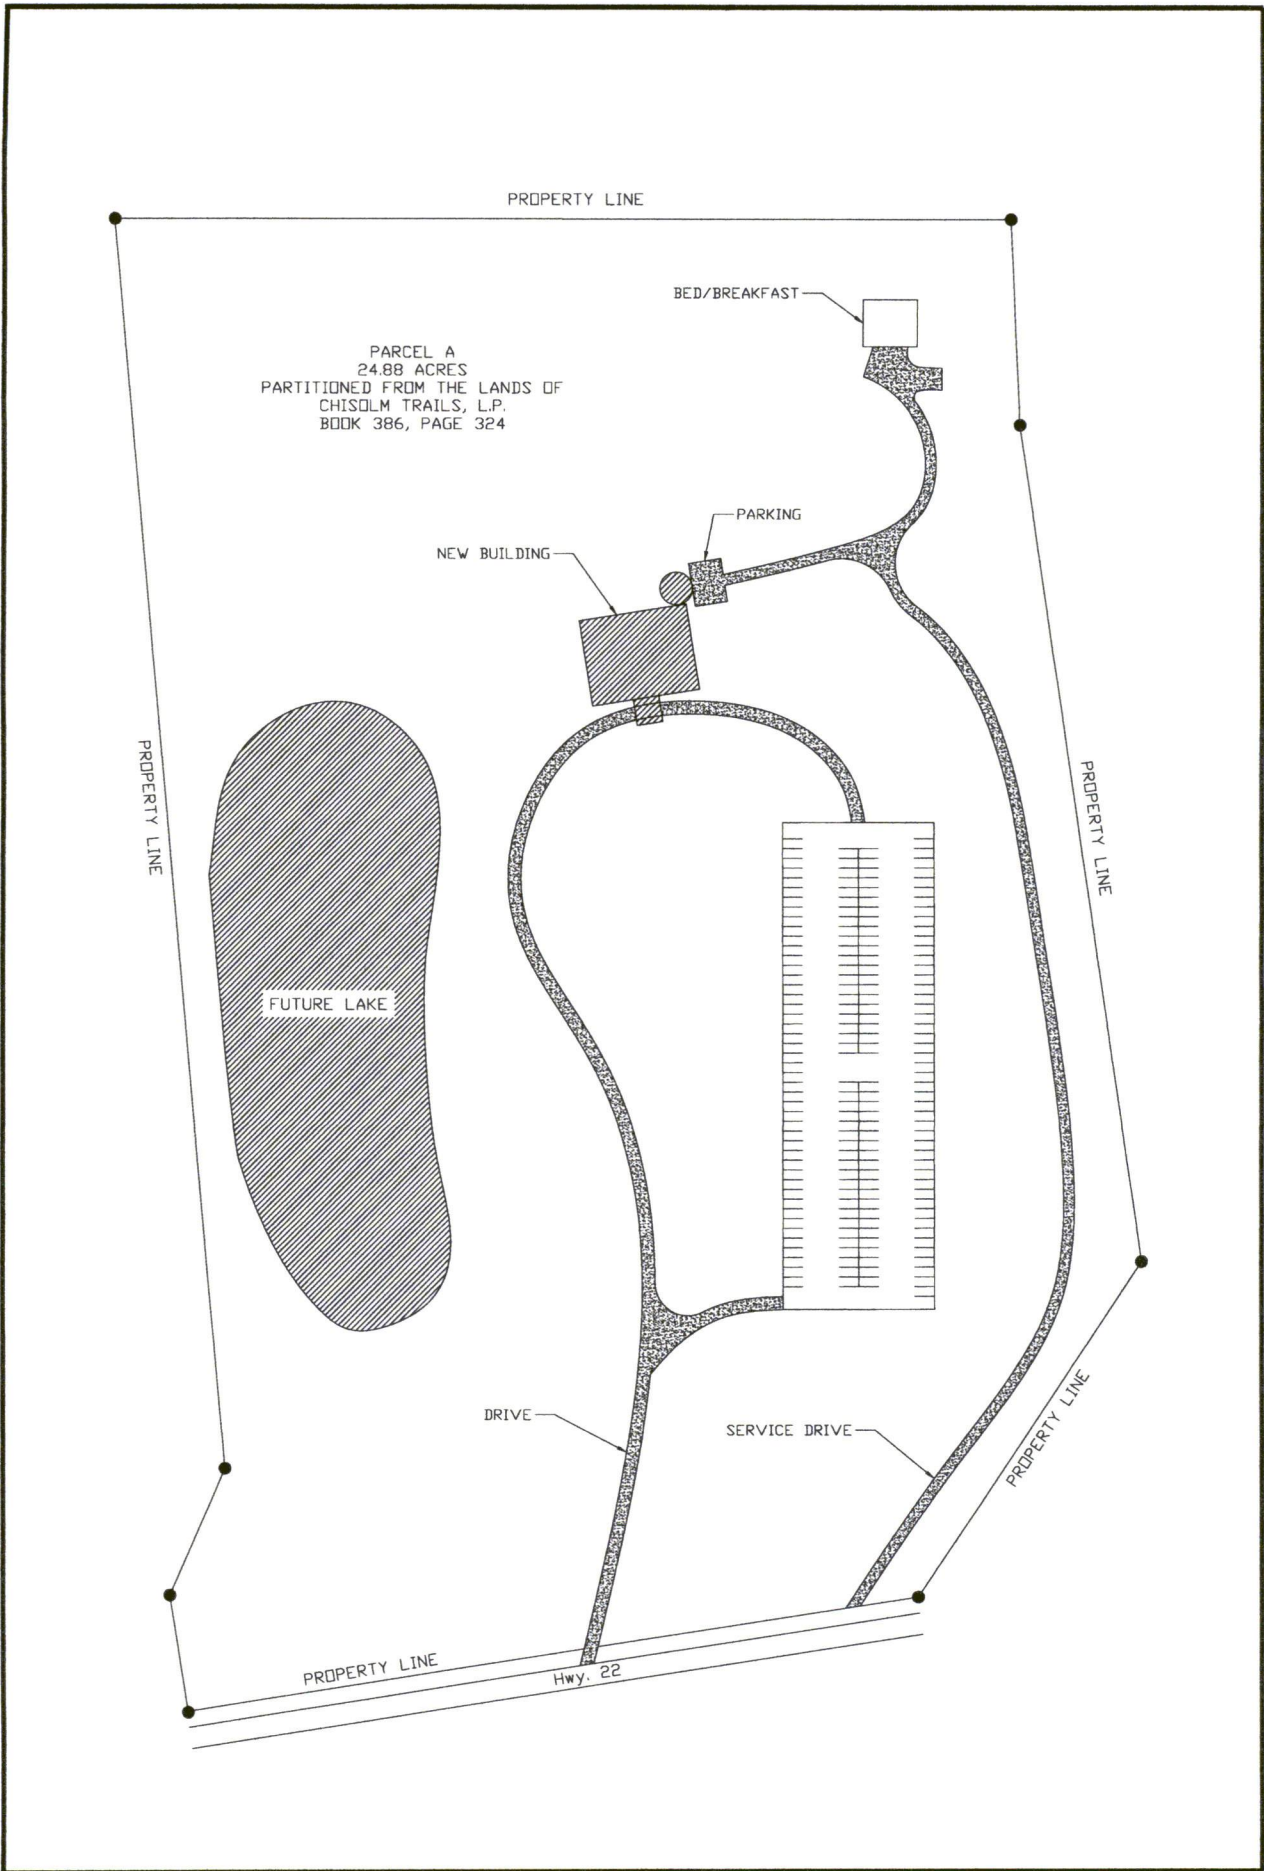 PROPERTY LINE
BED/BREAKFAST
PARCEL A
24.88 ACRES
PARTITIONED FROM THE LANDS OF
CHISOLM TRAILS, L.P.
BOOK 386, PAGE 324
PARKING
NEW BUILDING
PROPERTY LINE
PROPERTY LINE
FUTURE LAKE
DRIVE
SERVICE DRIVE
PROPERTY LINE
PROPERTY LINE
Hwy. 22